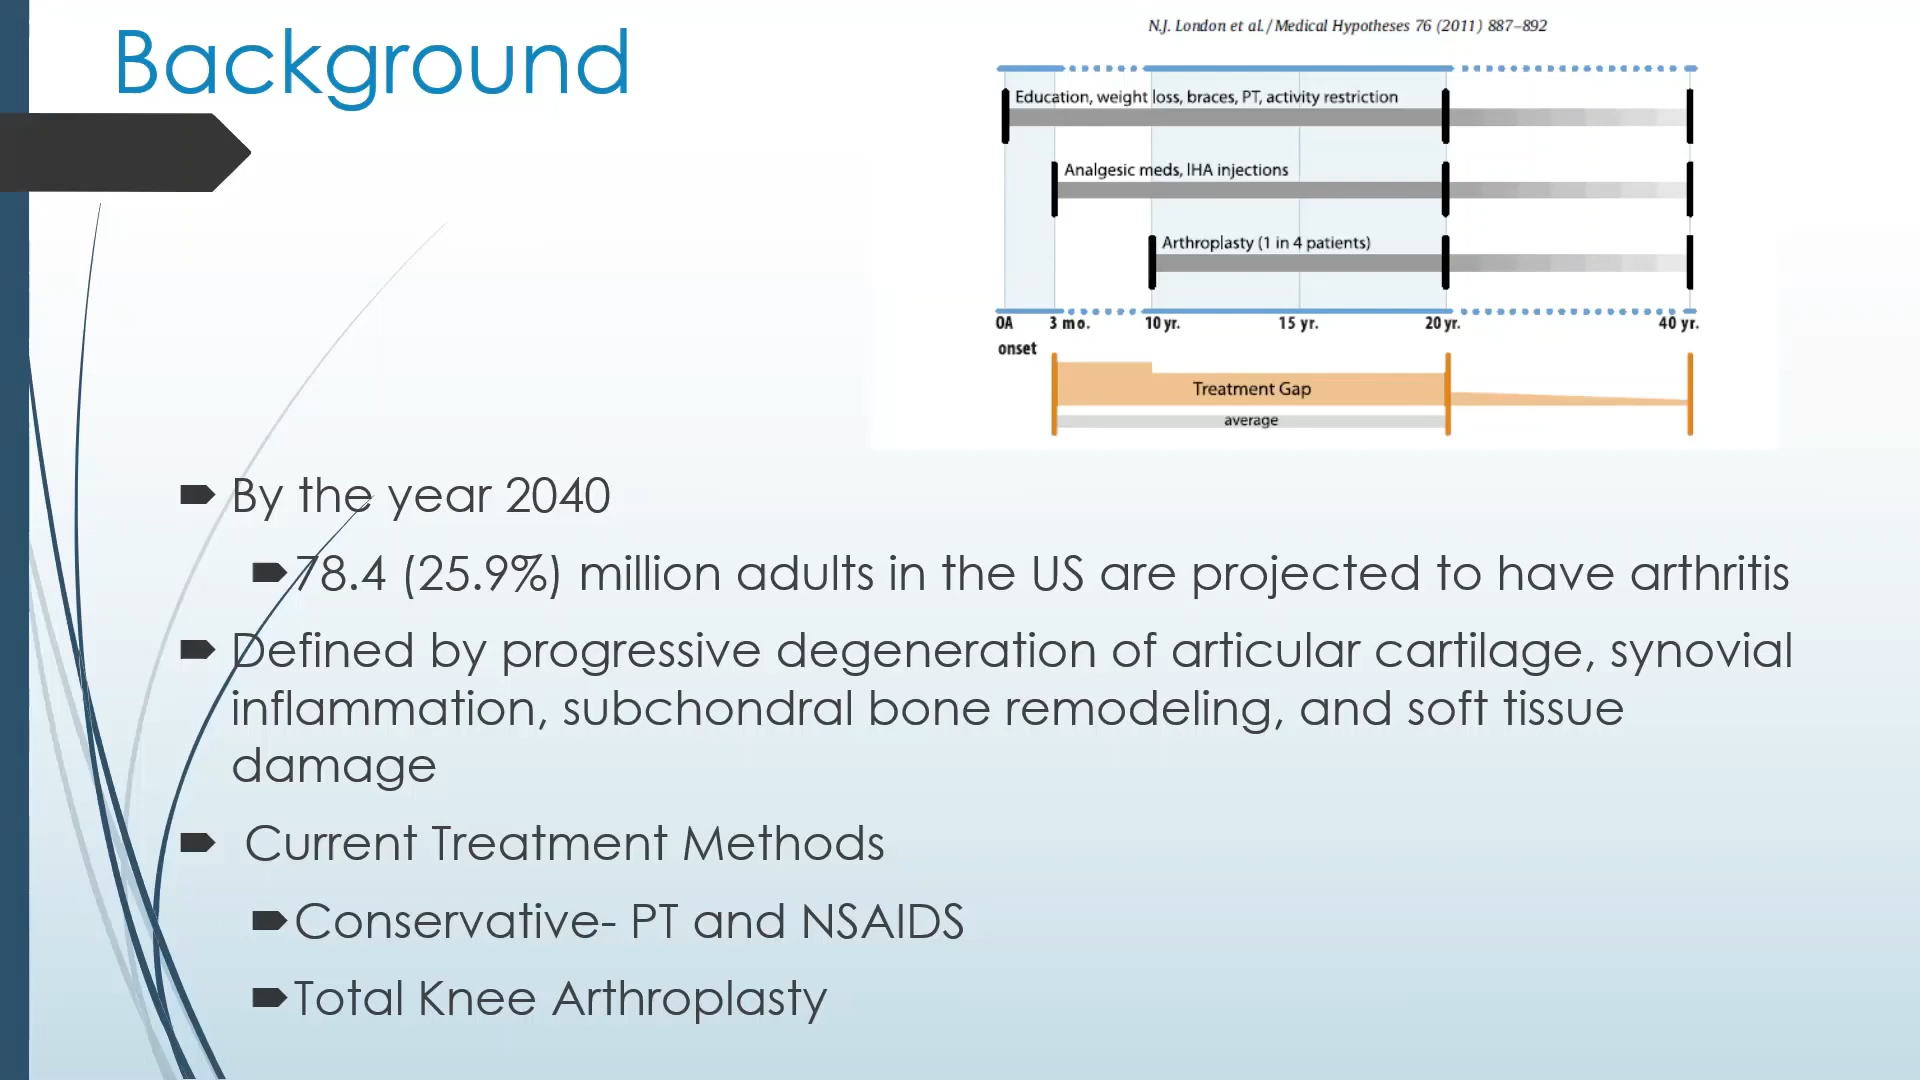 Background
N.J. London et al. / Medical Hypotheses 76 (2011) 887–892
Education, weight loss, braces, PT, activity restriction
Analgesic meds, IHA injections
Arthroplasty (1 in 4 patients)
OA 3 mo. 10 yr. 15 yr. 20 yr. 40 yr.
onset
Treatment Gap
average
By the year 2040
78.4 (25.9%) million adults in the US are projected to have arthritis
Defined by progressive degeneration of articular cartilage, synovial
inflammation, subchondral bone remodeling, and soft tissue
damage
Current Treatment Methods
Conservative- PT and NSAIDS
Total Knee Arthroplasty